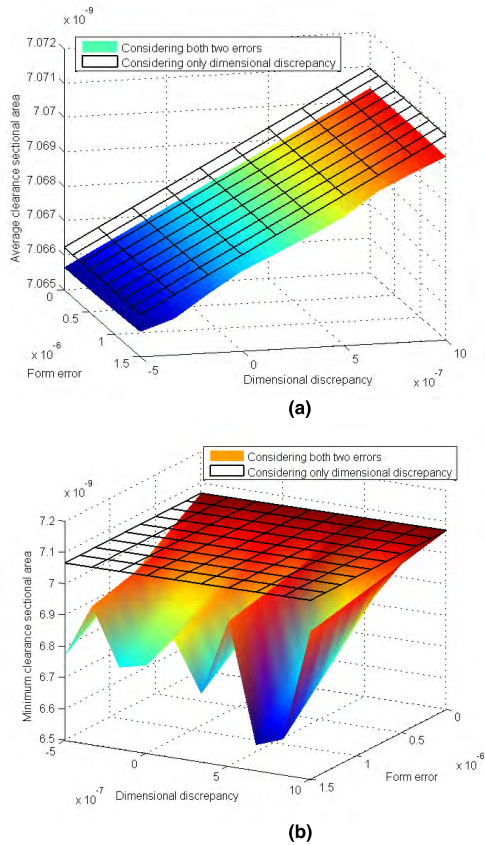 x 10^-9
7.072
Considering both two errors
Considering only dimensional discrepancy
7.071
7.07
7.069
7.068
7.067
7.066
7.065
Average clearance sectional area
0
0.5
1
1.5
x 10^-6
Form error
-5
0
5
10
Dimensional discrepancy
x 10^-7
(a)
Considering both two errors
Considering only dimensional discrepancy
x 10^-9
7.2
7.1
7
6.9
6.8
6.7
6.6
6.5
Minimum clearance sectional area
-5
0
5
10
x 10^-7
Dimensional discrepancy
0
0.5
1
1.5
x 10^-6
Form error
(b)